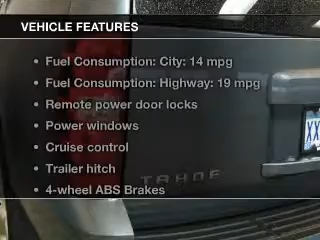 VEHICLE FEATURES
• Fuel Consumption: City: 14 mpg
• Fuel Consumption: Highway: 19 mpg
• Remote power door locks
• Power windows
• Cruise control
• Trailer hitch
TAHOE
• 4-wheel ABS Brakes
XX